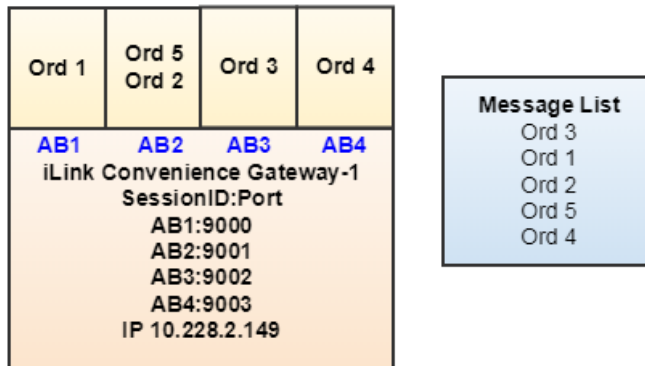 Ord 1
Ord 5
Ord 2
Ord 3
Ord 4
AB1 AB2 AB3 AB4
iLink Convenience Gateway-1
SessionID:Port
AB1:9000
AB2:9001
AB3:9002
AB4:9003
IP 10.228.2.149
Message List
Ord 3
Ord 1
Ord 2
Ord 5
Ord 4